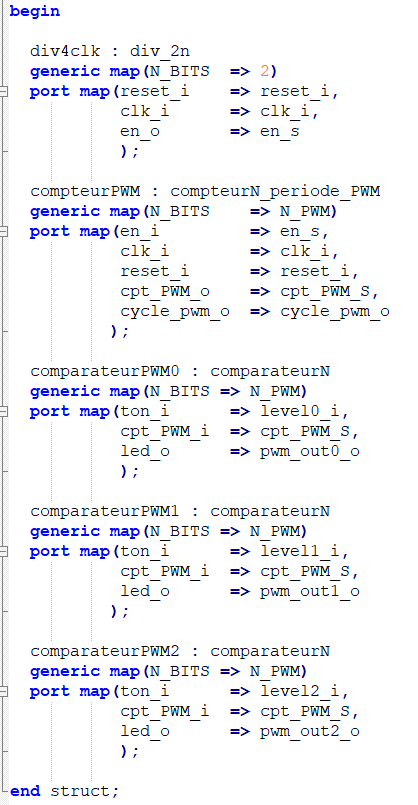 begin
div4clk : div_2n
generic map(N_BITS  => 2)
port map(reset_i    => reset_i,
         clk_i      => clk_i,
         en_o       => en_s
         );
compteurPWM : compteurN_periode_PWM
generic map(N_BITS    => N_PWM)
port map(en_i         => en_s,
         clk_i        => clk_i,
         reset_i      => reset_i,
         cpt_PWM_o    => cpt_PWM_S,
         cycle_pwm_o  => cycle_pwm_o
        );
comparateurPWM0 : comparateurN
generic map(N_BITS => N_PWM)
port map(ton_i      => level0_i,
         cpt_PWM_i  => cpt_PWM_S,
         led_o      => pwm_out0_o
         );
comparateurPWM1 : comparateurN
generic map(N_BITS => N_PWM)
port map(ton_i      => level1_i,
         cpt_PWM_i  => cpt_PWM_S,
         led_o      => pwm_out1_o
        );
comparateurPWM2 : comparateurN
generic map(N_BITS => N_PWM)
port map(ton_i      => level2_i,
         cpt_PWM_i  => cpt_PWM_S,
         led_o      => pwm_out2_o
         );
end struct;